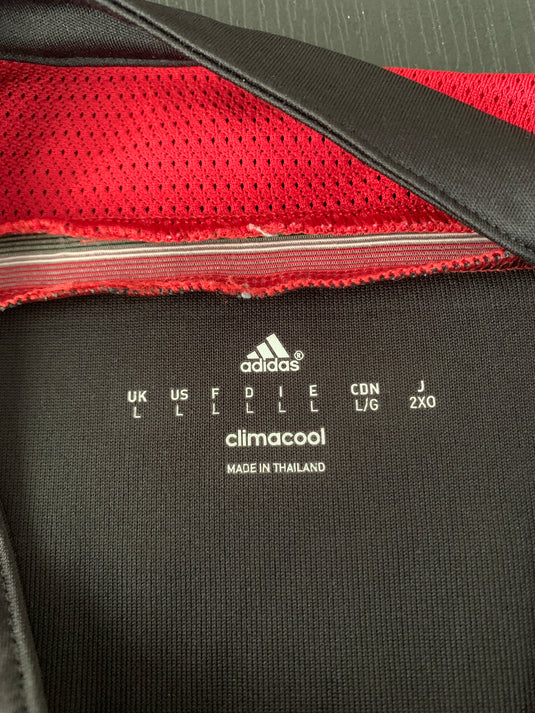 adidas®
UK US F D I E CDN J
L L L L L L L/G 2XO
climacool
MADE IN THAILAND